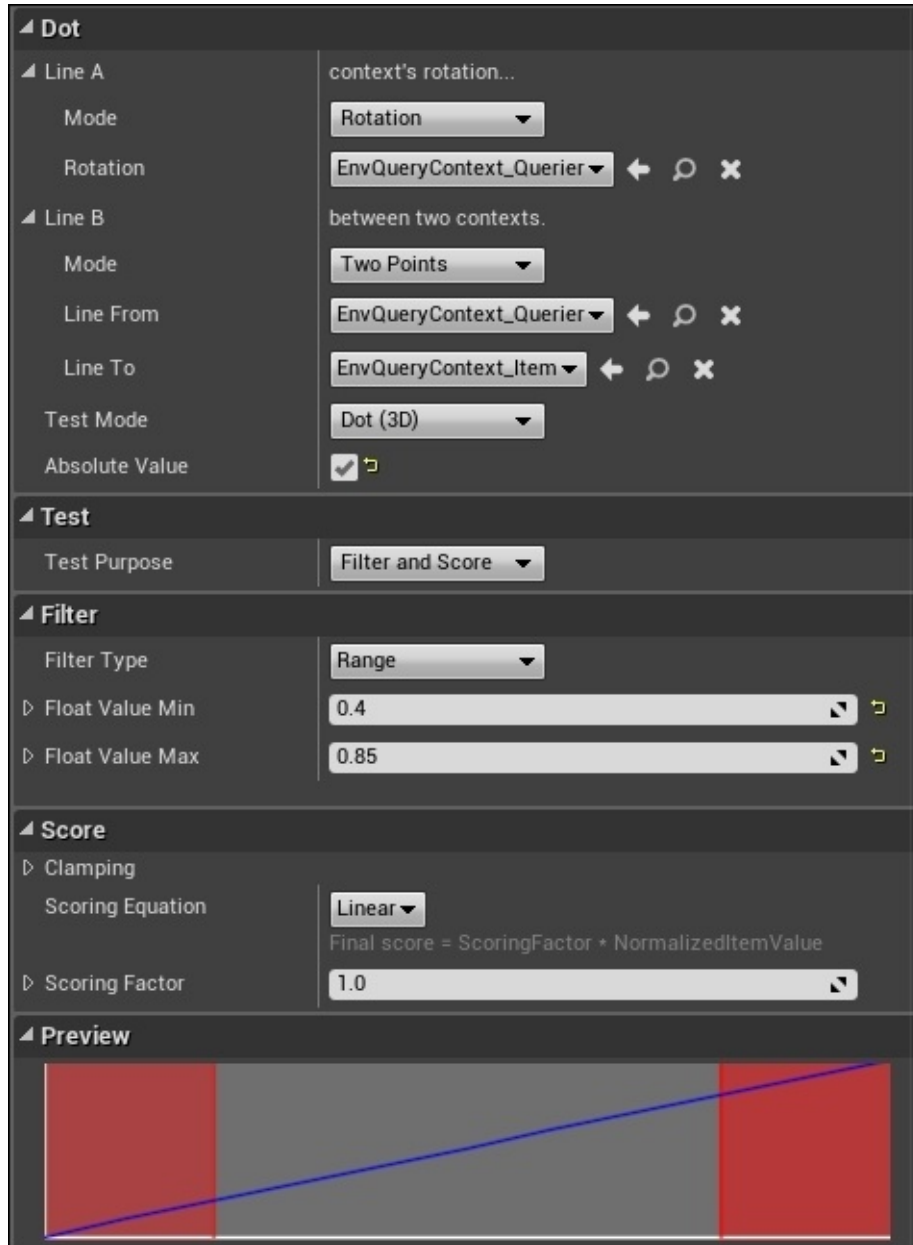 Dot
Line A context's rotation...
Mode Rotation
Rotation EnvQueryContext_Querier
Line B between two contexts.
Mode Two Points
Line From EnvQueryContext_Querier
Line To EnvQueryContext_Item
Test Mode Dot (3D)
Absolute Value
Test
Test Purpose Filter and Score
Filter
Filter Type Range
Float Value Min 0.4
Float Value Max 0.85
Score
Clamping
Scoring Equation Linear
Final score = ScoringFactor * NormalizedItemValue
Scoring Factor 1.0
Preview